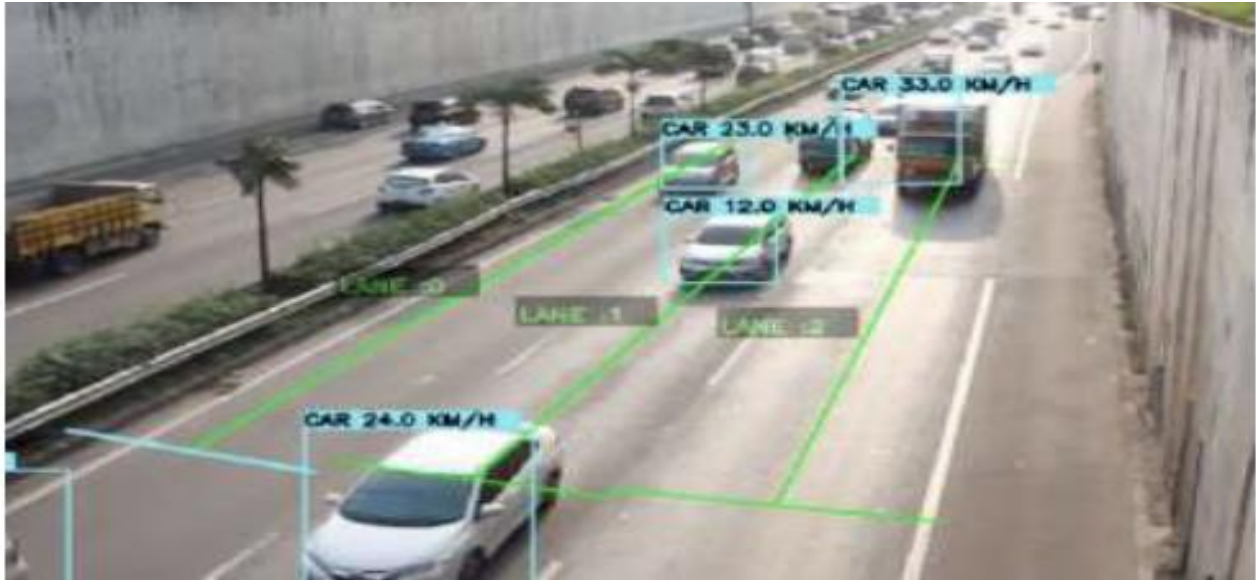 CAR 33.0 KM/H
CAR 23.0 KM/H
CAR 12.0 KM/H
LANE :0
LANE :1
LANE :2
CAR 24.0 KM/H